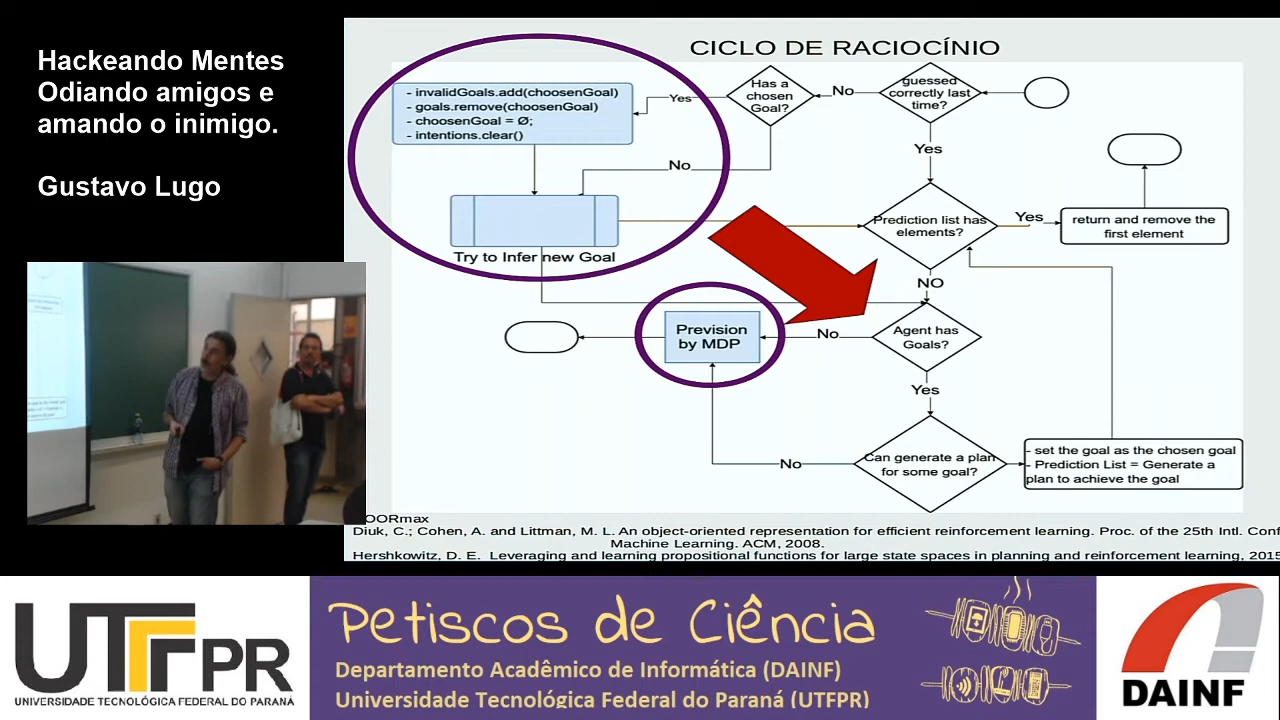 Hackeando Mentes
Odiando amigos e
amando o inimigo.
Gustavo Lugo
CICLO DE RACIOCÍNIO
- invalidGoals.add(choosenGoal)
- goals.remove(choosenGoal)
- choosenGoal = Ø;
- intentions.clear()
Yes
Has a
chosen
Goal?
No
guessed
correctly last
time?
No
Yes
Try to Infer new Goal
Prediction list has
elements?
Yes
return and remove the
first element
NO
Prevision
by MDP
No
Agent has
Goals?
Yes
No
Can generate a plan
for some goal?
- set the goal as the chosen goal
- Prediction List = Generate a
plan to achieve the goal
OORmax
Diuk, C.; Cohen, A. and Littman, M. L. An object-oriented representation for efficient reinforcement learning. Proc. of the 25th Intl. Conf
Machine Learning. ACM, 2008.
Hershkowitz, D. E. Leveraging and learning propositional functions for large state spaces in planning and reinforcement learning, 2015
UTFPR
UNIVERSIDADE TECNOLÓGICA FEDERAL DO PARANÁ
Petiscos de Ciência
Departamento Acadêmico de Informática (DAINF)
Universidade Tecnológica Federal do Paraná (UTFPR)
DAINF